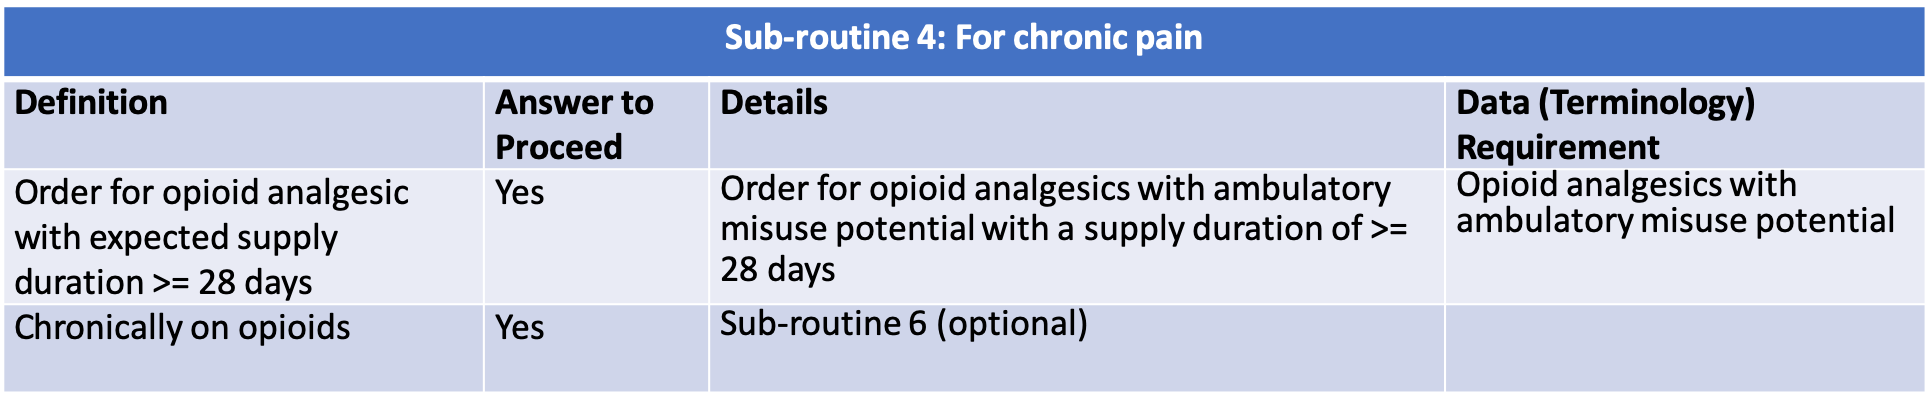 Sub-routine 4: For chronic pain
Definition
Answer to
Proceed
Details
Data (Terminology)
Requirement
Order for opioid analgesic
with expected supply
duration >= 28 days
Yes
Order for opioid analgesics with ambulatory
misuse potential with a supply duration of >=
28 days
Opioid analgesics with
ambulatory misuse potential
Chronically on opioids
Yes
Sub-routine 6 (optional)